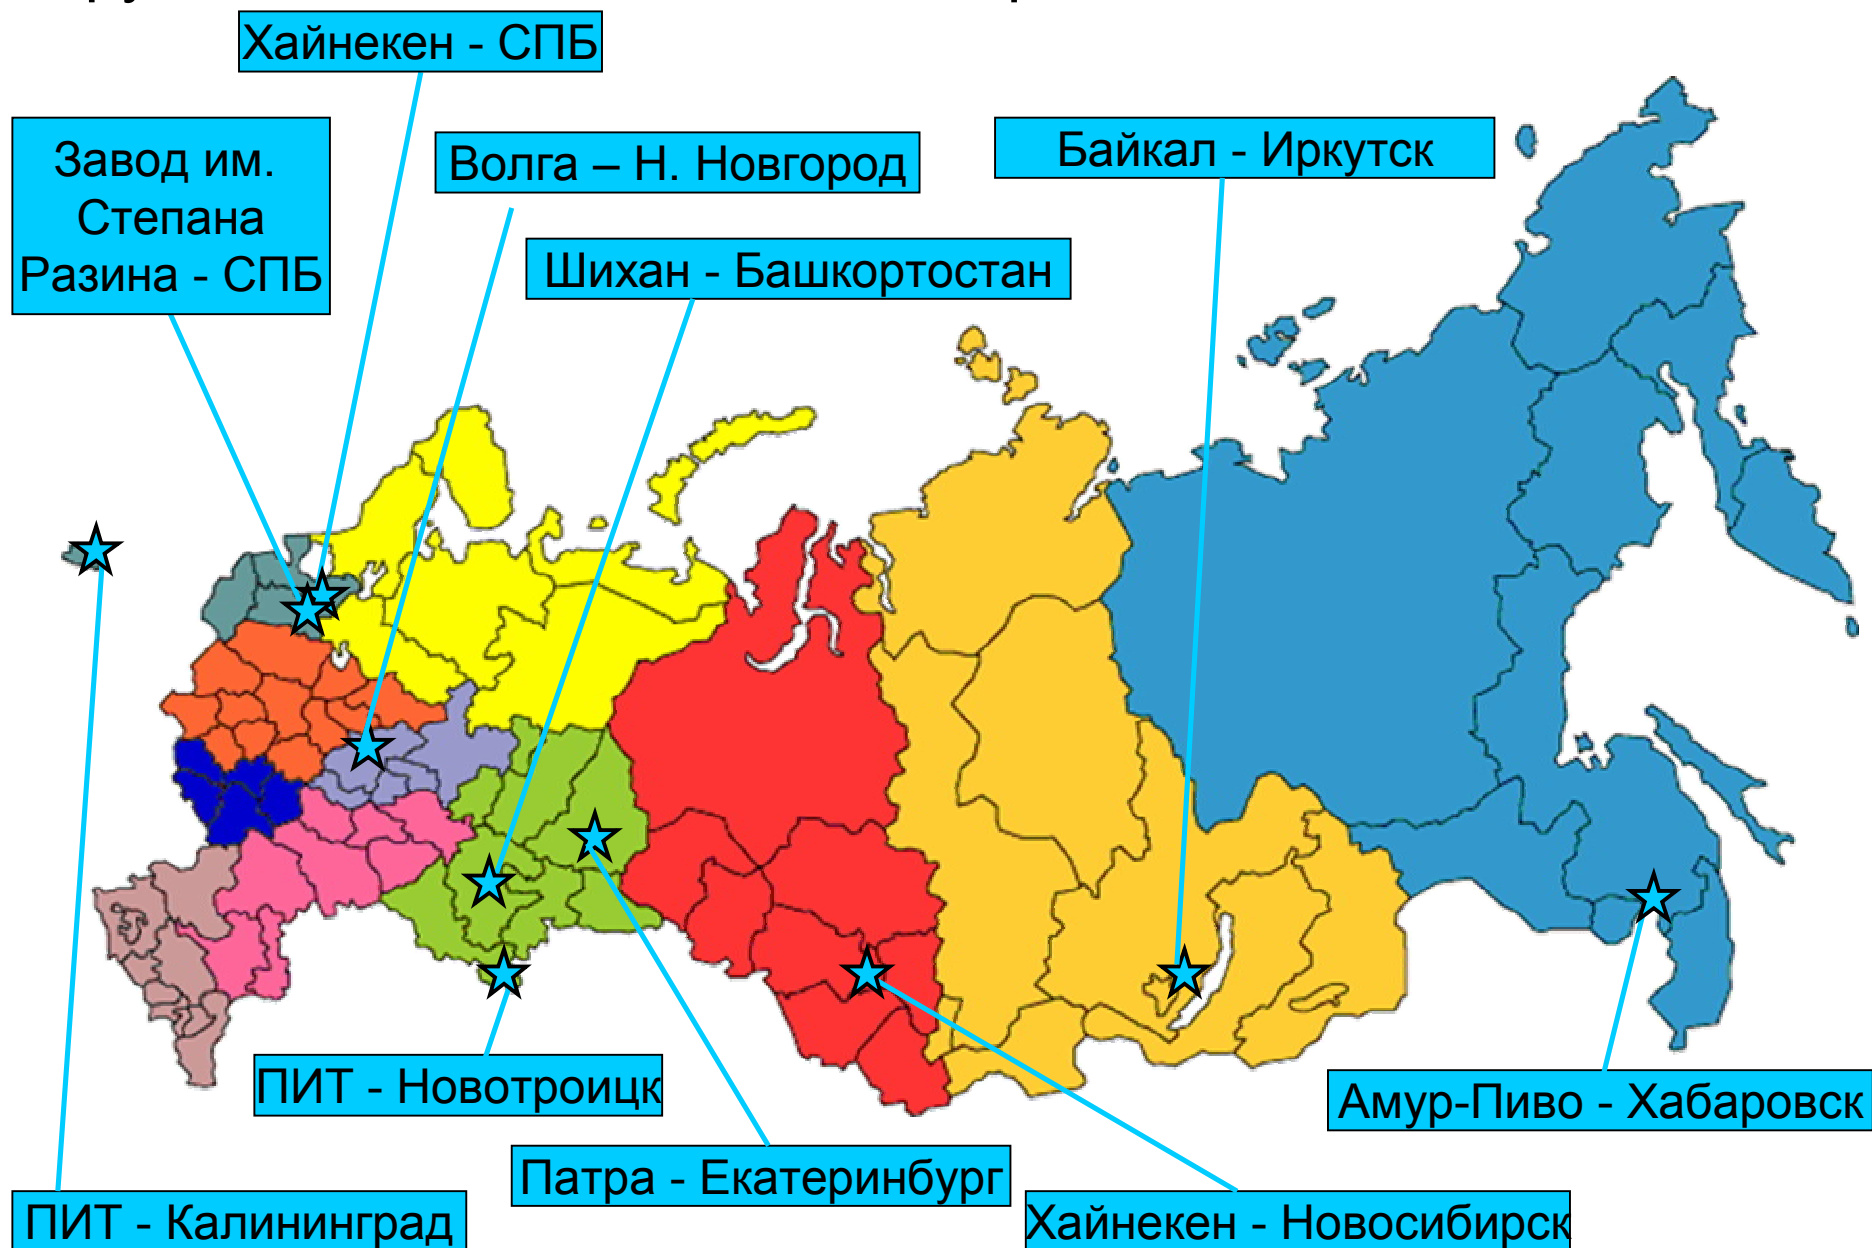 Хайнекен - СПБ
Завод им.
Степана
Разина - СПБ
Волга – Н. Новгород
Байкал - Иркутск
Шихан - Башкортостан
ПИТ - Новотроицк
Амур-Пиво - Хабаровск
Патра - Екатеринбург
ПИТ - Калининград
Хайнекен - Новосибирск